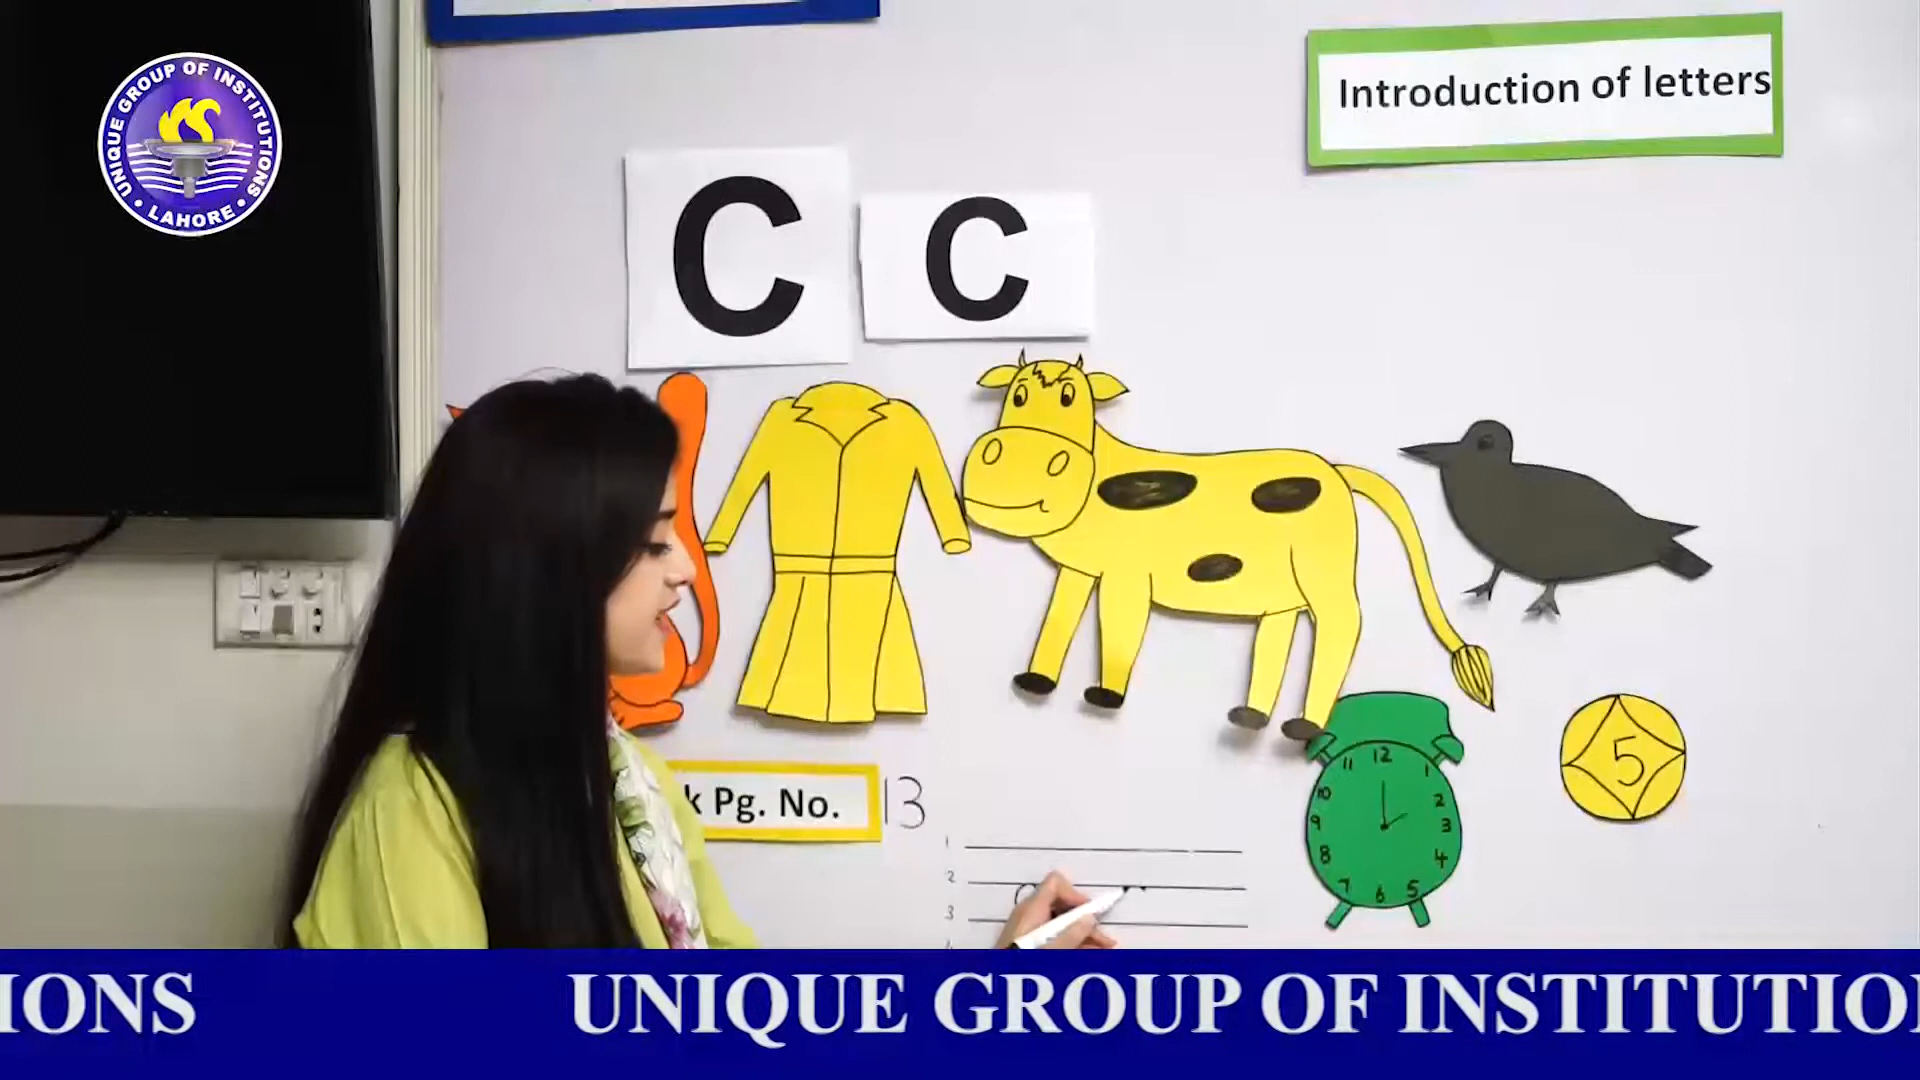 UNIQUE GROUP OF INSTITUTIONS
• LAHORE •
Introduction of letters
C c
Pg. No. 13
12
11 1
10 2
9 3
8 4
7 5
6
5
1
2
3
IONS UNIQUE GROUP OF INSTITUTIO